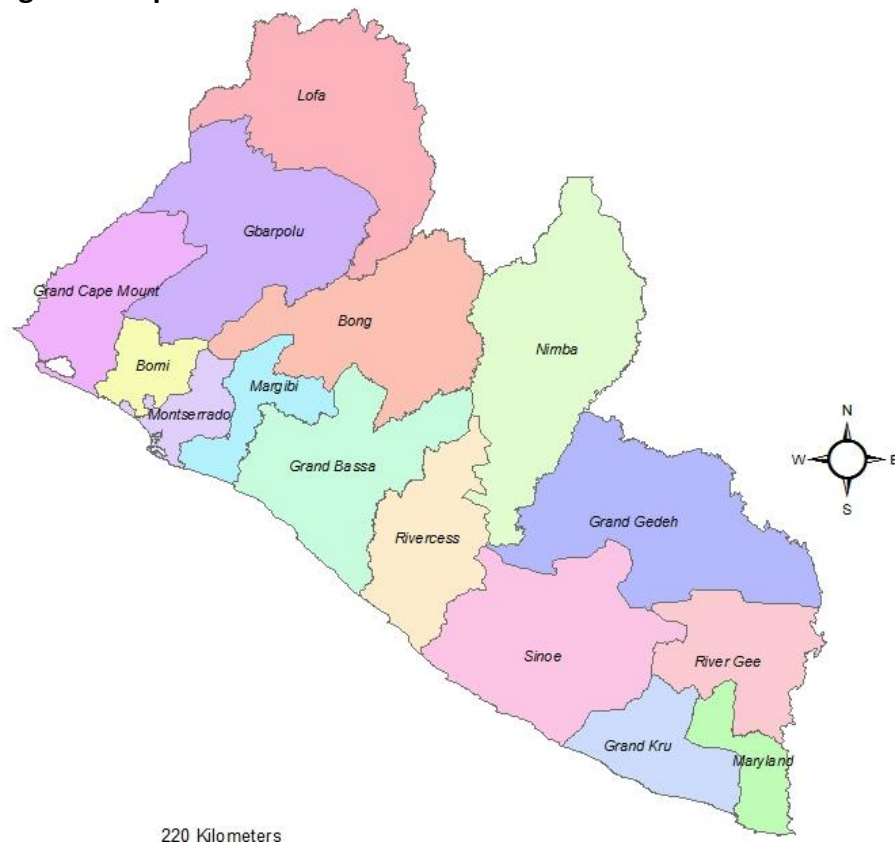 Lofa
Gbarpolu
Grand Cape Mount
Bong
Nimba
Bomi
Margibi
Montserrado
N
W
E
S
Grand Bassa
Grand Gedeh
Rivercess
Sinoe
River Gee
Grand Kru
Maryland
220 Kilometers